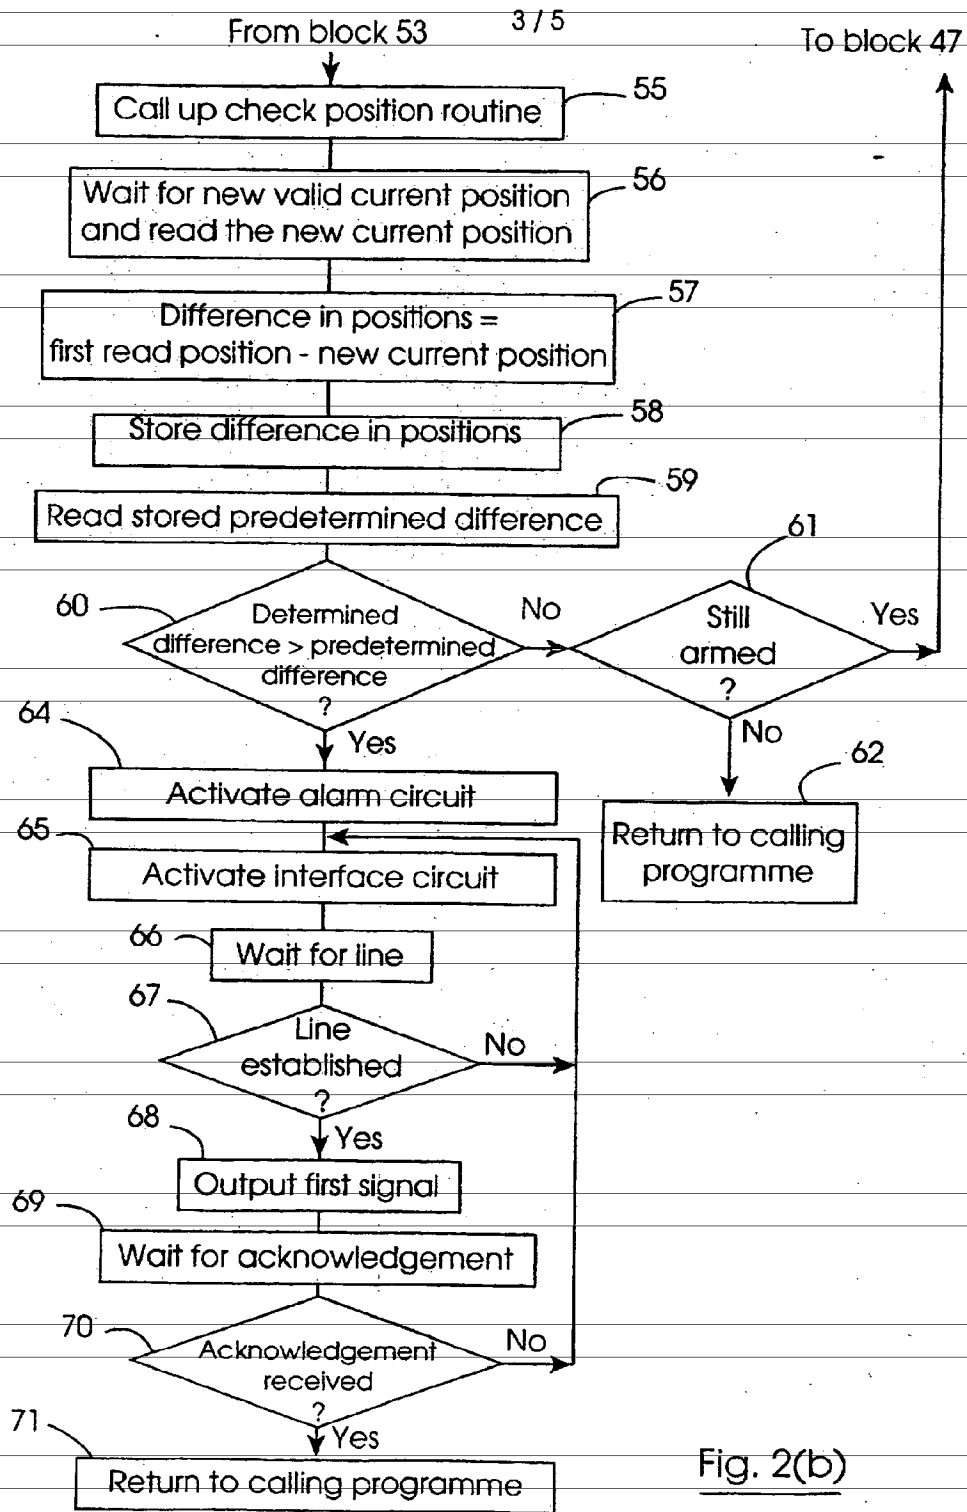 3/5
From block 53
To block 47
55
Call up check position routine
56
Wait for new valid current position
and read the new current position
57
Difference in positions =
first read position - new current position
58
Store difference in positions
59
Read stored predetermined difference
60
Determined
difference > predetermined
difference
?
No
61
Still
armed
?
Yes
No
62
Return to calling
programme
Yes
64
Activate alarm circuit
65
Activate interface circuit
66
Wait for line
67
Line
established
?
No
Yes
68
Output first signal
69
Wait for acknowledgement
70
Acknowledgement
received
?
No
Yes
71
Return to calling programme
Fig. 2(b)